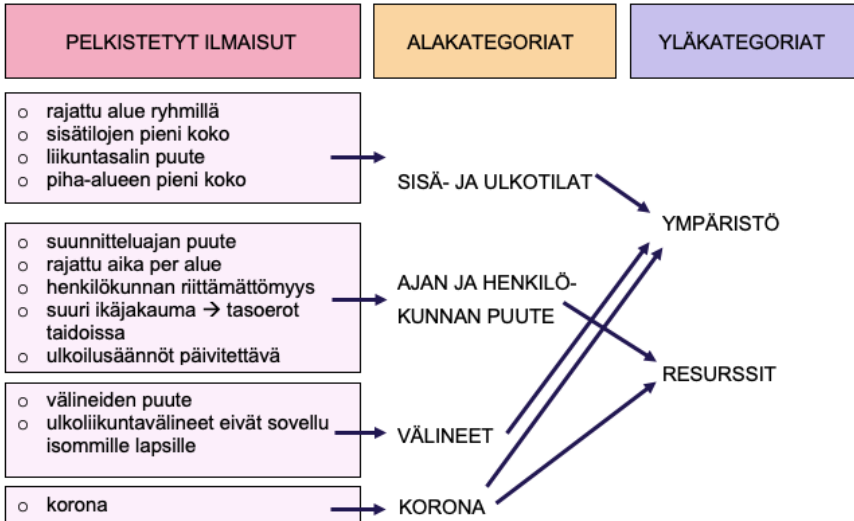 PELKISTETYT ILMAISUT
ALAKATEGORIAT
YLÄKATEGORIAT
o rajattu alue ryhmillä
o sisätilojen pieni koko
o liikuntasalin puute
o piha-alueen pieni koko
SISÄ- JA ULKOTILAT
YMPÄRISTÖ
o suunnitteluajan puute
o rajattu aika per alue
o henkilökunnan riittämättömyys
o suuri ikäjakauma → tasoerot
taidoissa
o ulkoilusäännöt päivitettävä
AJAN JA HENKILÖ-
KUNNAN PUUTE
RESURSSIT
o välineiden puute
o ulkoliikuntavälineet eivät sovellu
isommille lapsille
VÄLINEET
o korona
KORONA